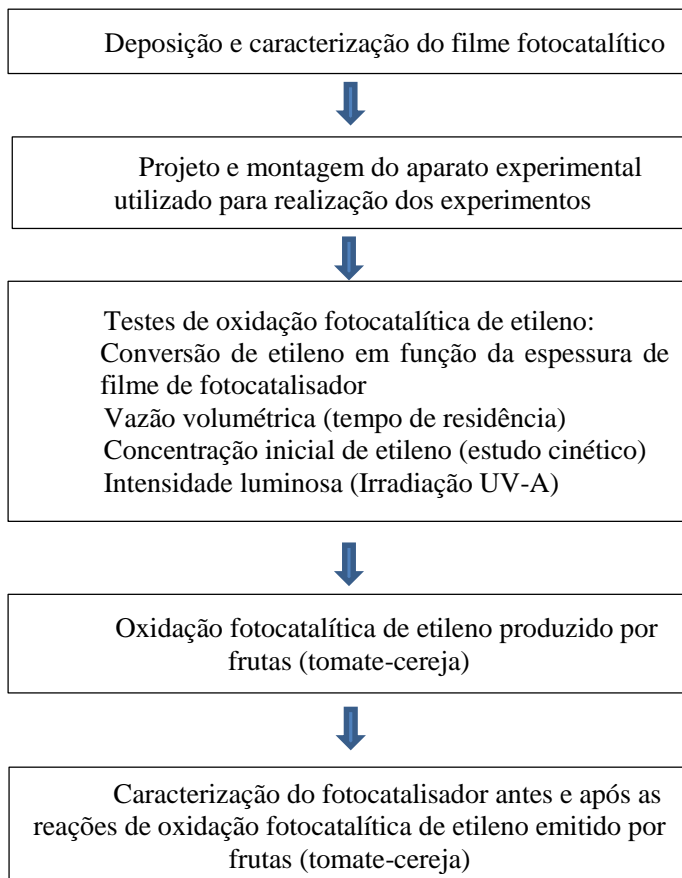 Deposição e caracterização do filme fotocatalítico
Projeto e montagem do aparato experimental
utilizado para realização dos experimentos
Testes de oxidação fotocatalítica de etileno:
Conversão de etileno em função da espessura de
filme de fotocatalisador
Vazão volumétrica (tempo de residência)
Concentração inicial de etileno (estudo cinético)
Intensidade luminosa (Irradiação UV-A)
Oxidação fotocatalítica de etileno produzido por
frutas (tomate-cereja)
Caracterização do fotocatalisador antes e após as
reações de oxidação fotocatalítica de etileno emitido por
frutas (tomate-cereja)